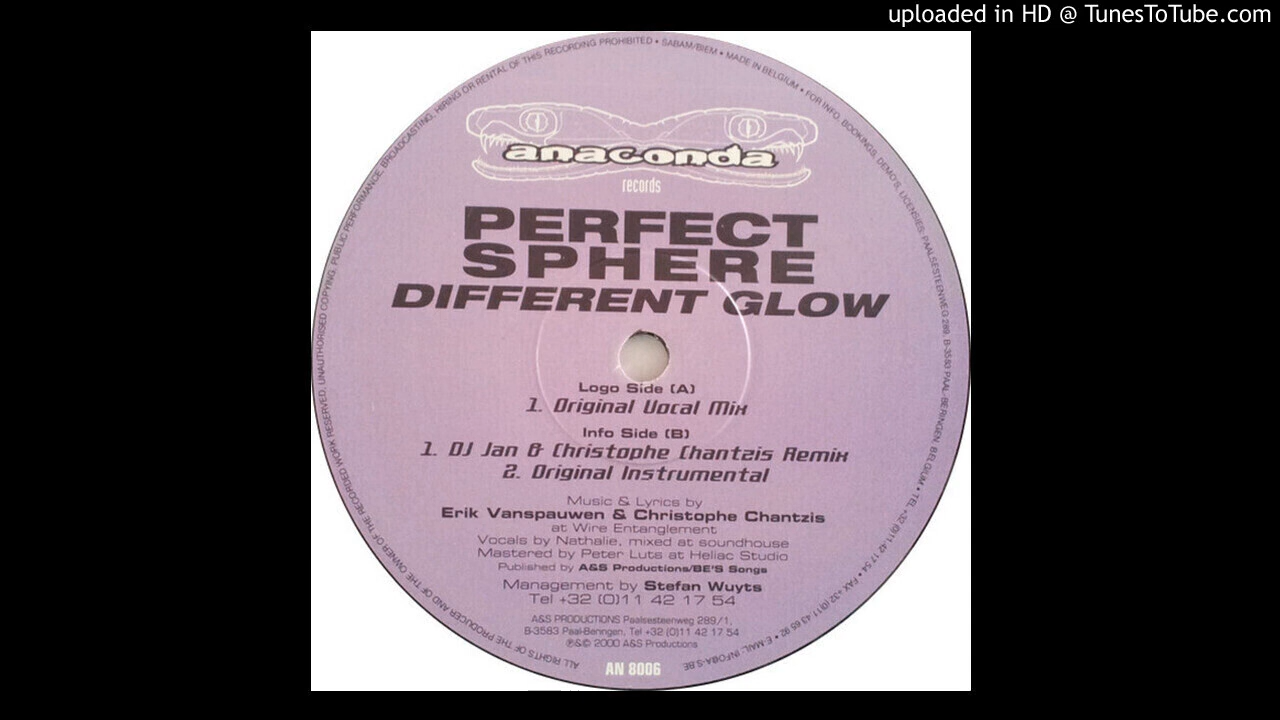 uploaded in HD @ TunesToTube.com
ALL RIGHTS OF THE PRODUCER AND OF THE OWNER OF THE RECORDED WORK RESERVED. UNAUTHORISED COPYING, PUBLIC PERFORMANCE, BROADCASTING, HIRING OR RENTAL OF THIS RECORDING PROHIBITED • SABAM/BIEM • MADE IN BELGIUM • FOR INFO, BOOKINGS, DEMO'S, LICENSIES: PAALSESTEENWEG 289, B-3583 PAAL - BERINGEN, BELGIUM • TEL +32 (0)11-42 17 54 • FAX +32 (0)11/43 65 92 • E-MAIL: INFO@A-S.BE
anaconda
records
PERFECT
SPHERE
DIFFERENT GLOW
Logo Side (A)
1. Original Vocal Mix
Info Side (B)
1. DJ Jan & Christophe Chantzis Remix
2. Original Instrumental
Music & Lyrics by
Erik Vanspauwen & Christophe Chantzis
at Wire Entanglement
Vocals by Nathalie, mixed at soundhouse
Mastered by Peter Luts at Heliac Studio
Published by A&S Productions/BE'S Songs
Management by Stefan Wuyts
Tel +32 (0)11 42 17 54
A&S PRODUCTIONS Paalsesteenweg 289/1,
B-3583 Paal-Beringen, Tel +32 (0)11 42 17 54
℗&© 2000 A&S Productions
AN 8006